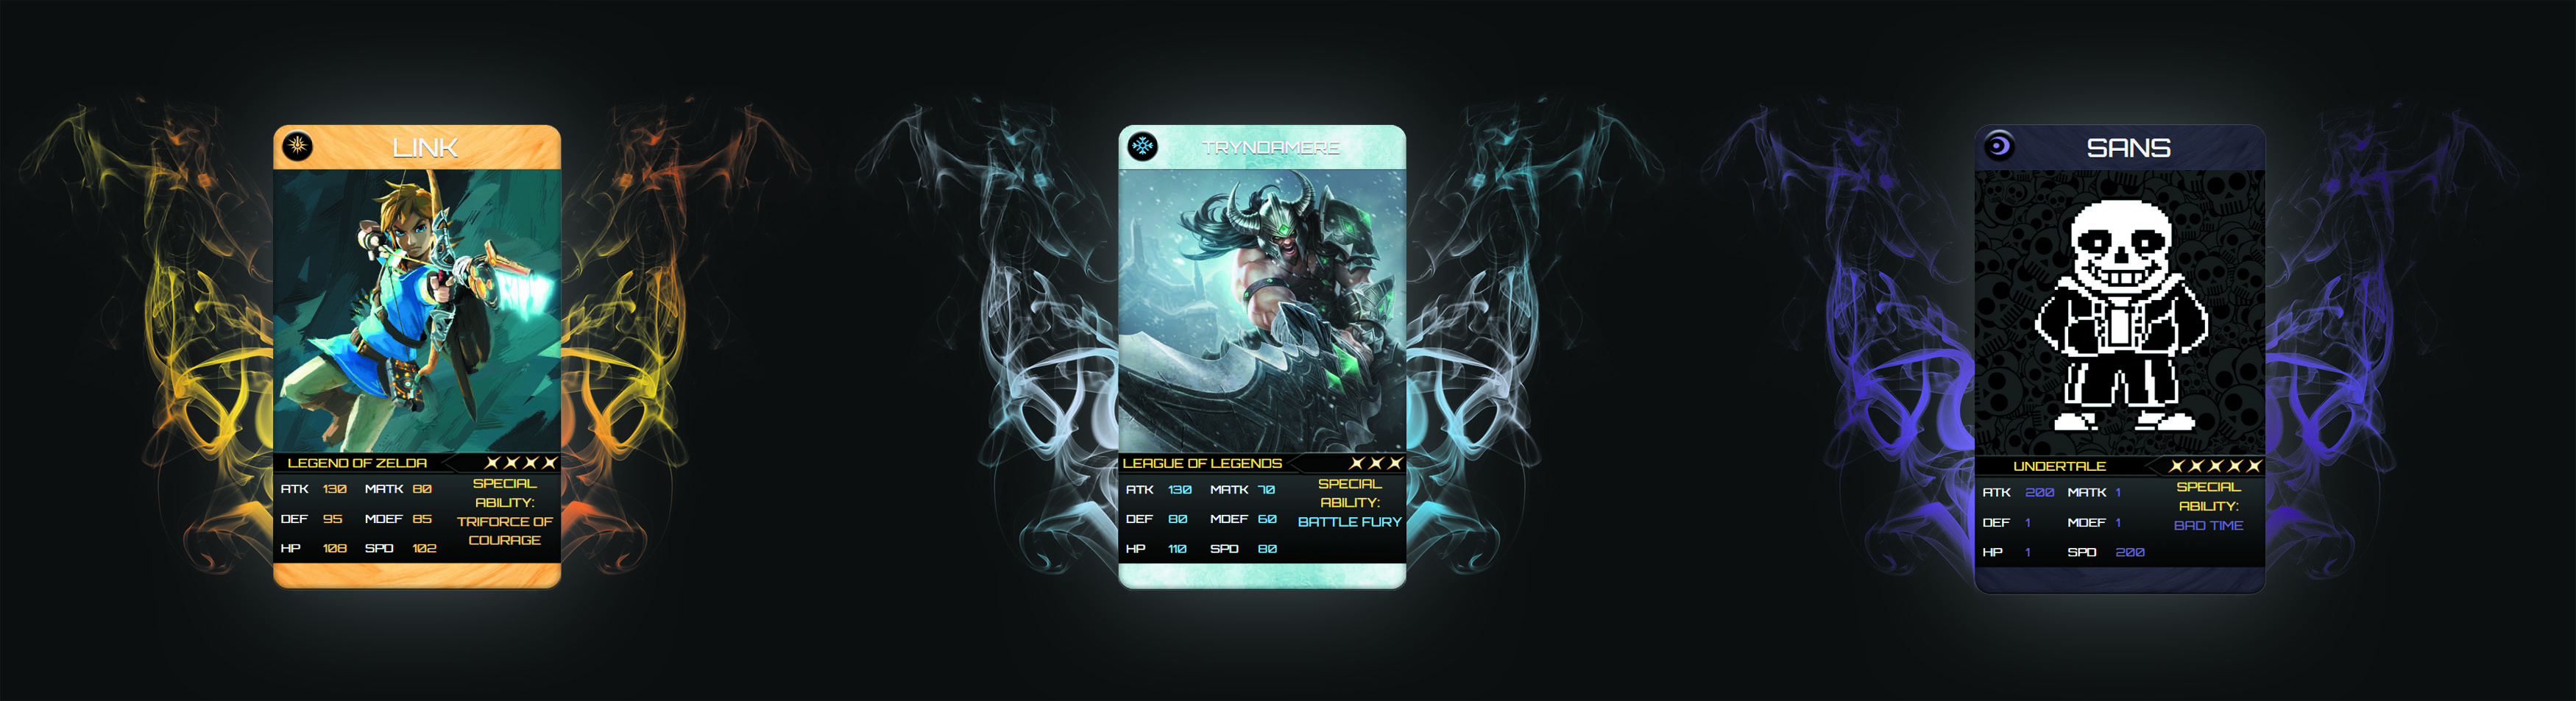 LINK
LEGEND OF ZELDA
ATK 130 MATK 80
DEF 95 MDEF 85
HP 108 SPD 102
SPECIAL
ABILITY:
TRIFORCE OF
COURAGE
TRYNDAMERE
LEAGUE OF LEGENDS
ATK 130 MATK 70
DEF 80 MDEF 60
HP 110 SPD 80
SPECIAL
ABILITY:
BATTLE FURY
SANS
UNDERTALE
ATK 200 MATK 1
DEF 1 MDEF 1
HP 1 SPD 200
SPECIAL
ABILITY:
BAD TIME